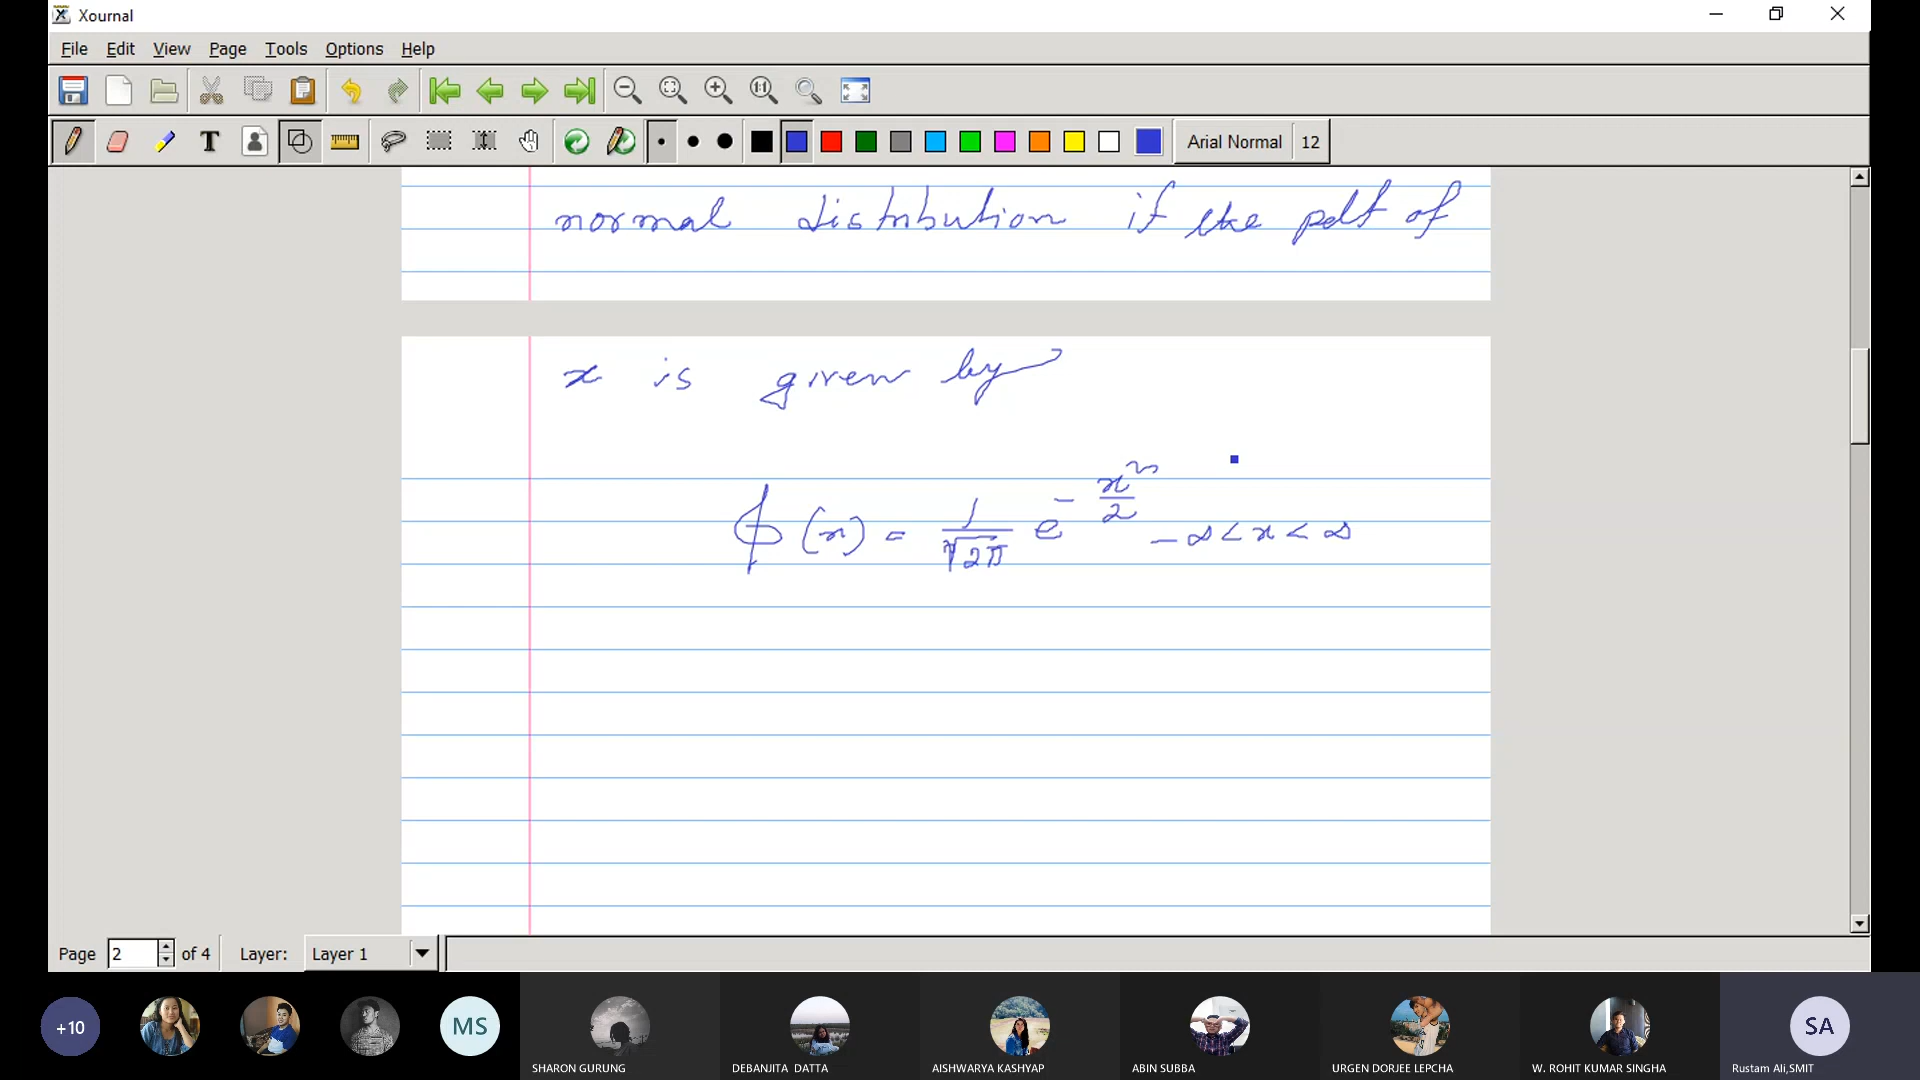 Xournal
File Edit View Page Tools Options Help
T Arial Normal 12
normal distribution if the pdf of
x is given by
ϕ (x) = 1/√2π e^-x²/2 -∞ < x < ∞
Page 2 of 4 Layer: Layer 1
+10 MS SA
SHARON GURUNG DEBANJITA DATTA AISHWARYA KASHYAP ABIN SUBBA URGEN DORJEE LEPCHA W. ROHIT KUMAR SINGHA Rustam Ali,SMIT